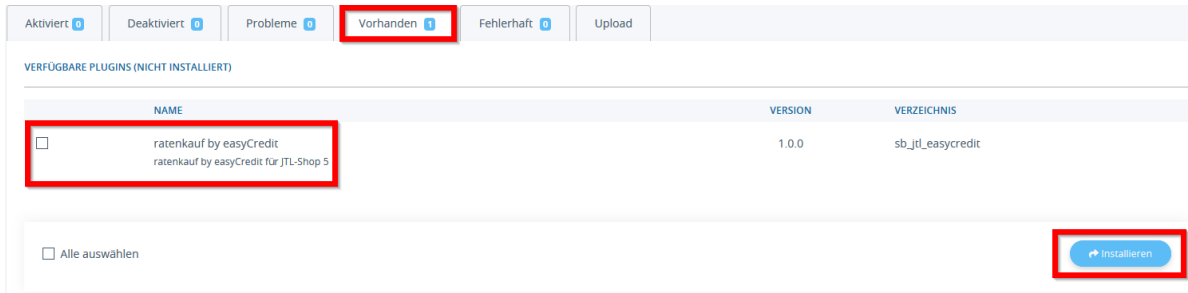 Aktiviert 0 Deaktiviert 0 Probleme 0 Vorhanden 1 Fehlerhaft 0 Upload
VERFÜGBARE PLUGINS (NICHT INSTALLIERT)
NAME VERSION VERZEICHNIS
ratenkauf by easyCredit 1.0.0 sb_jtl_easycredit
ratenkauf by easyCredit für JTL-Shop 5
Alle auswählen Installieren